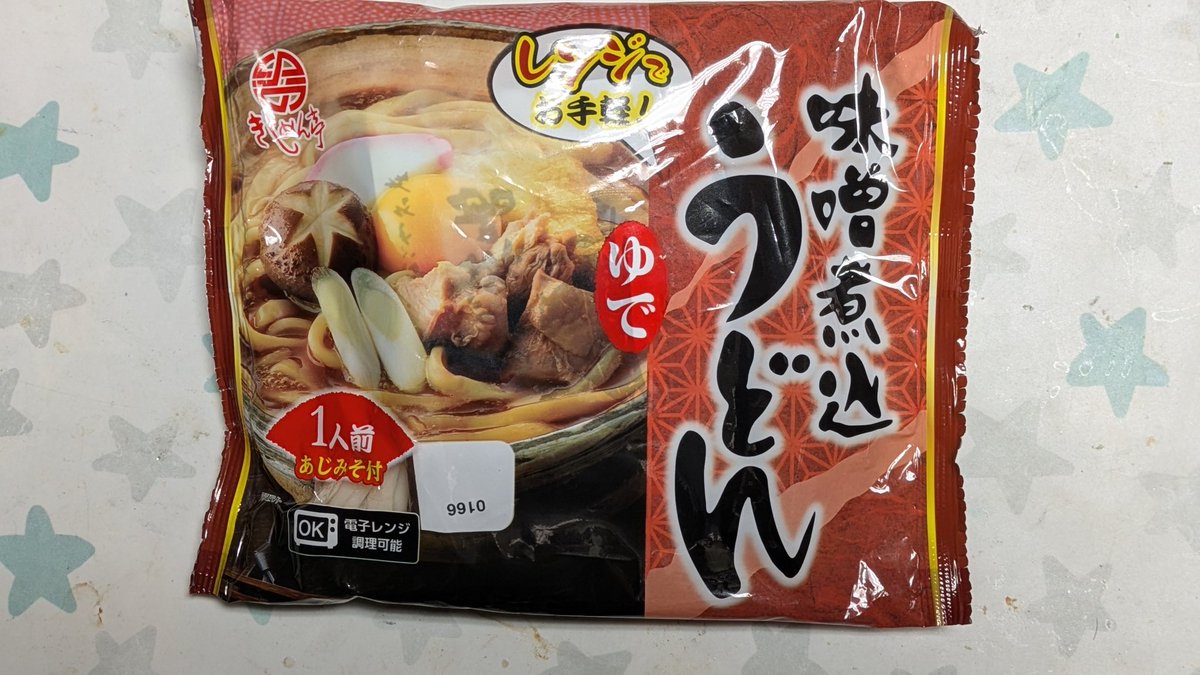 きしめん亭
レンジで
お手軽!
味噌煮込
うどん
ゆで
1人前
あじみそ付
OK
電子レンジ
調理可能